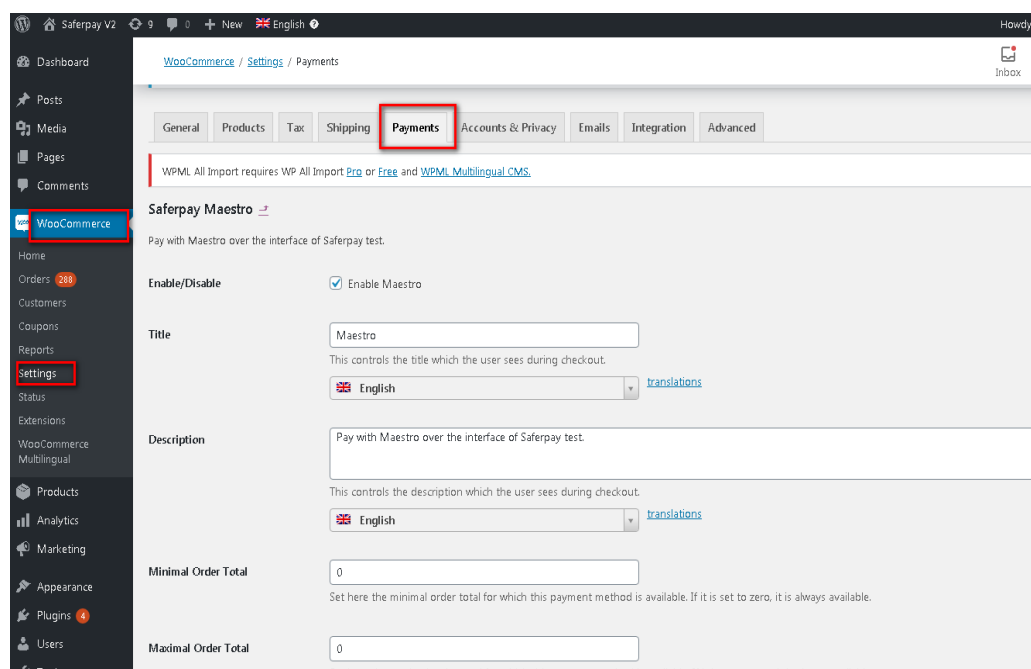 Saferpay V2 9 0 + New English Howdy
Dashboard
Posts
Media
Pages
Comments
WooCommerce
Home
Orders 288
Customers
Coupons
Reports
Settings
Status
Extensions
WooCommerce
Multilingual
Products
Analytics
Marketing
Appearance
Plugins 4
Users
WooCommerce / Settings / Payments
Inbox
General Products Tax Shipping Payments Accounts & Privacy Emails Integration Advanced
WPML All Import requires WP All Import Pro or Free and WPML Multilingual CMS.
Saferpay Maestro
Pay with Maestro over the interface of Saferpay test.
Enable/Disable Enable Maestro
Title Maestro
This controls the title which the user sees during checkout.
English translations
Description Pay with Maestro over the interface of Saferpay test.
This controls the description which the user sees during checkout.
English translations
Minimal Order Total 0
Set here the minimal order total for which this payment method is available. If it is set to zero, it is always available.
Maximal Order Total 0